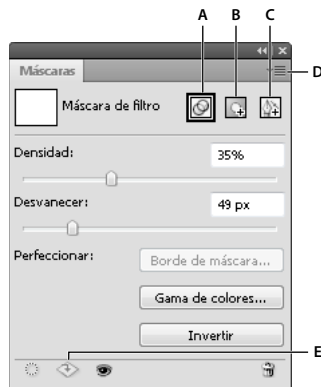 A B C
Máscaras
D
Máscara de filtro
Densidad: 35%
Desvanecer: 49 px
Perfeccionar: Borde de máscara...
Gama de colores...
Invertir
E